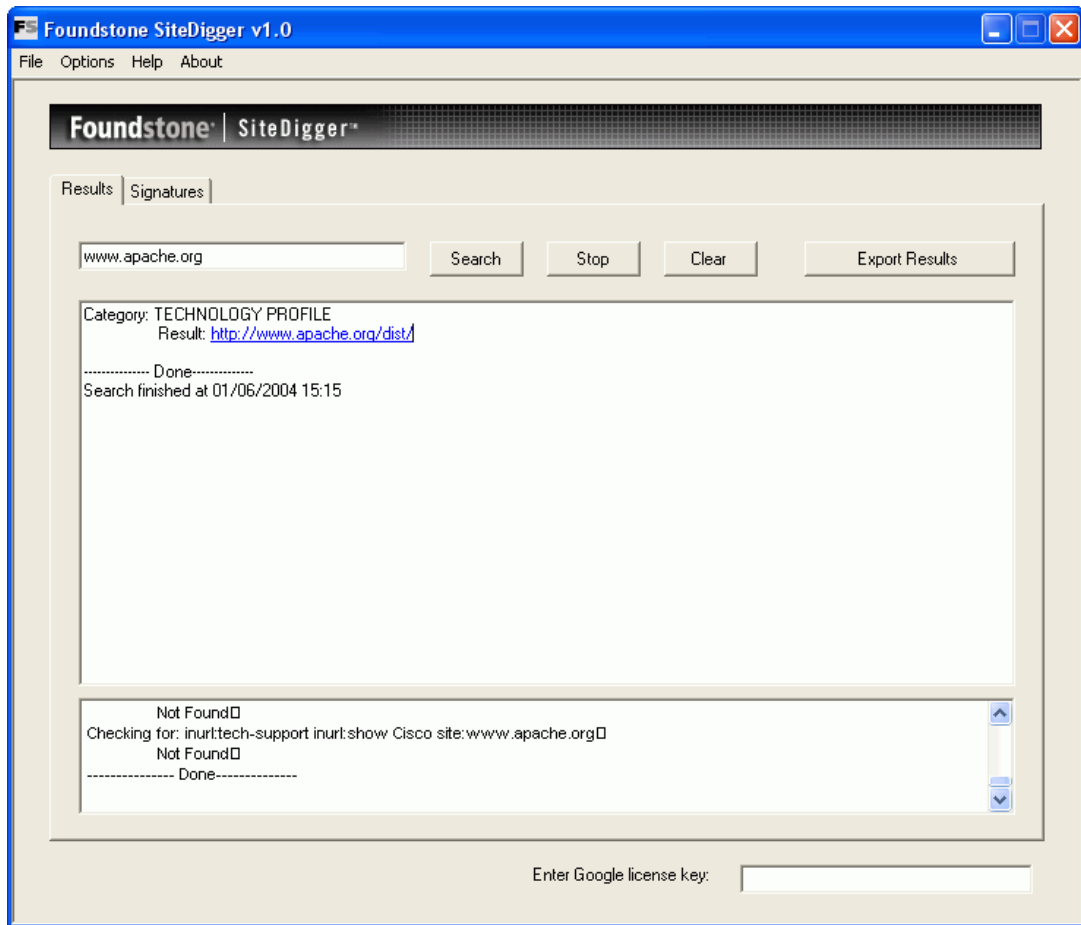 FS Foundstone SiteDigger v1.0
File Options Help About
Foundstone® | SiteDigger™
Results Signatures
www.apache.org Search Stop Clear Export Results
Category: TECHNOLOGY PROFILE
Result: http://www.apache.org/dist/
-------------- Done--------------
Search finished at 01/06/2004 15:15
Not Found□
Checking for: inurl:tech-support inurl:show Cisco site:www.apache.org□
Not Found□
--------------- Done--------------
Enter Google license key: